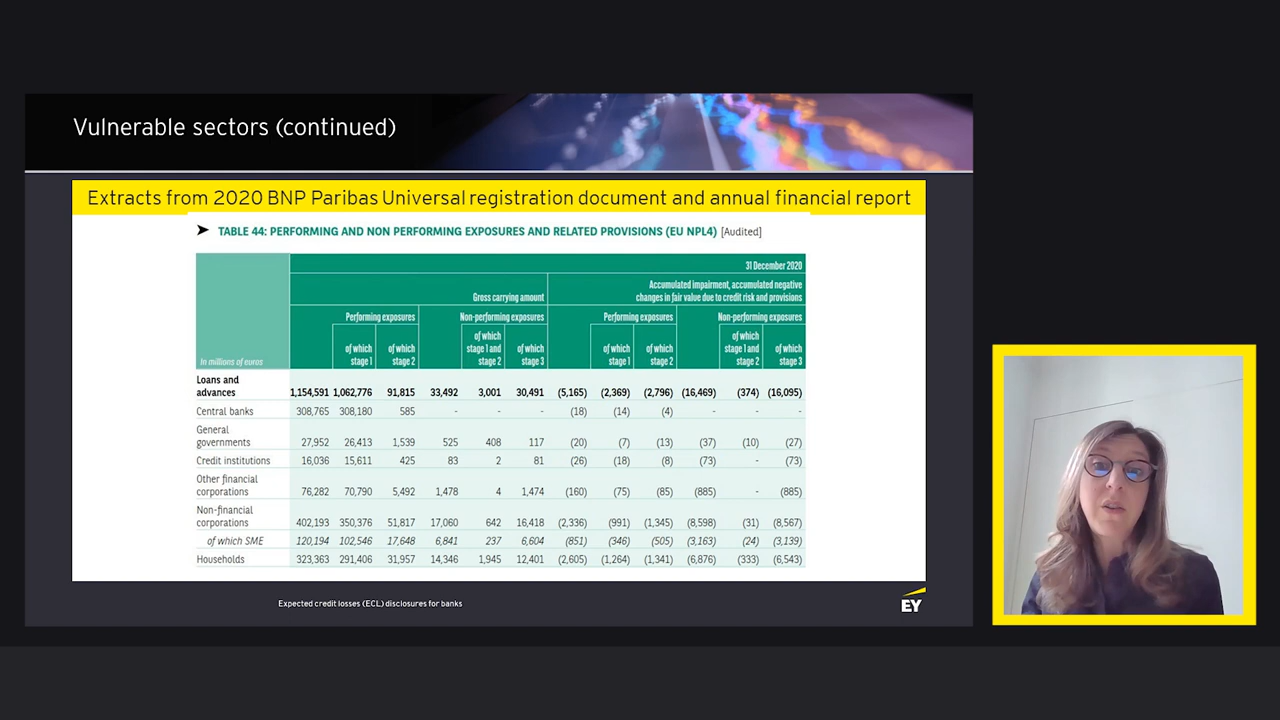 Vulnerable sectors (continued)
Extracts from 2020 BNP Paribas Universal registration document and annual financial report
➤ TABLE 44: PERFORMING AND NON PERFORMING EXPOSURES AND RELATED PROVISIONS (EU NPL4) [Audited]
31 December 2020
Gross carrying amount
Accumulated impairment, accumulated negative
changes in fair value due to credit risk and provisions
Performing exposures Non-performing exposures Performing exposures Non-performing exposures
In millions of euros
of which stage 1
of which stage 2
of which stage 1 and stage 2
of which stage 3
of which stage 1
of which stage 2
of which stage 1 and stage 2
of which stage 3
Loans and
advances 1,154,591 1,062,776 91,815 33,492 3,001 30,491 (5,165) (2,369) (2,796) (16,469) (374) (16,095)
Central banks 308,765 308,180 585 - - - (18) (14) (4) - - -
General
governments 27,952 26,413 1,539 525 408 117 (20) (7) (13) (37) (10) (27)
Credit institutions 16,036 15,611 425 83 2 81 (26) (18) (8) (73) - (73)
Other financial
corporations 76,282 70,790 5,492 1,478 4 1,474 (160) (75) (85) (885) - (885)
Non-financial
corporations 402,193 350,376 51,817 17,060 642 16,418 (2,336) (991) (1,345) (8,598) (31) (8,567)
of which SME 120,194 102,546 17,648 6,841 237 6,604 (851) (346) (505) (3,163) (24) (3,139)
Households 323,363 291,406 31,957 14,346 1,945 12,401 (2,605) (1,264) (1,341) (6,876) (333) (6,543)
Expected credit losses (ECL) disclosures for banks
EY